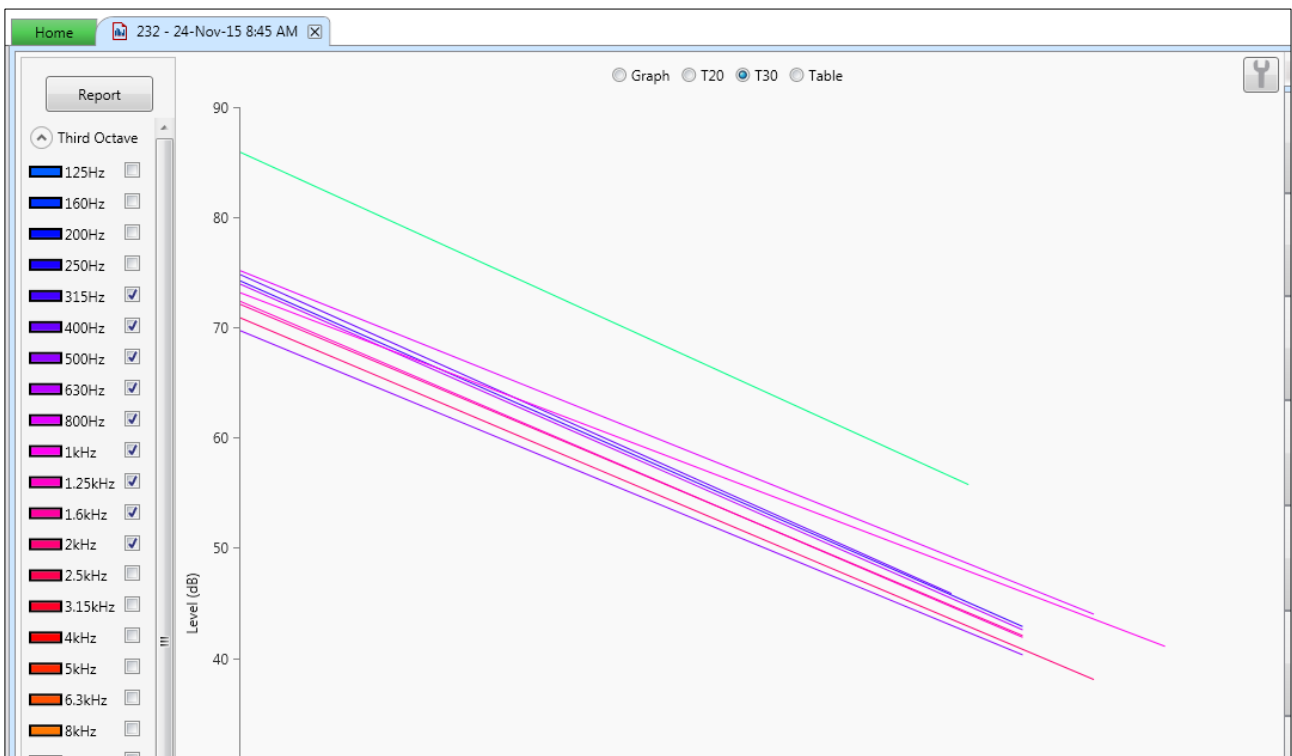 Home
232 - 24-Nov-15 8:45 AM
Graph T20 T30 Table
Report
Third Octave
125Hz
160Hz
200Hz
250Hz
315Hz
400Hz
500Hz
630Hz
800Hz
1kHz
1.25kHz
1.6kHz
2kHz
2.5kHz
3.15kHz
4kHz
5kHz
6.3kHz
8kHz
90
80
70
60
50
40
Level (dB)